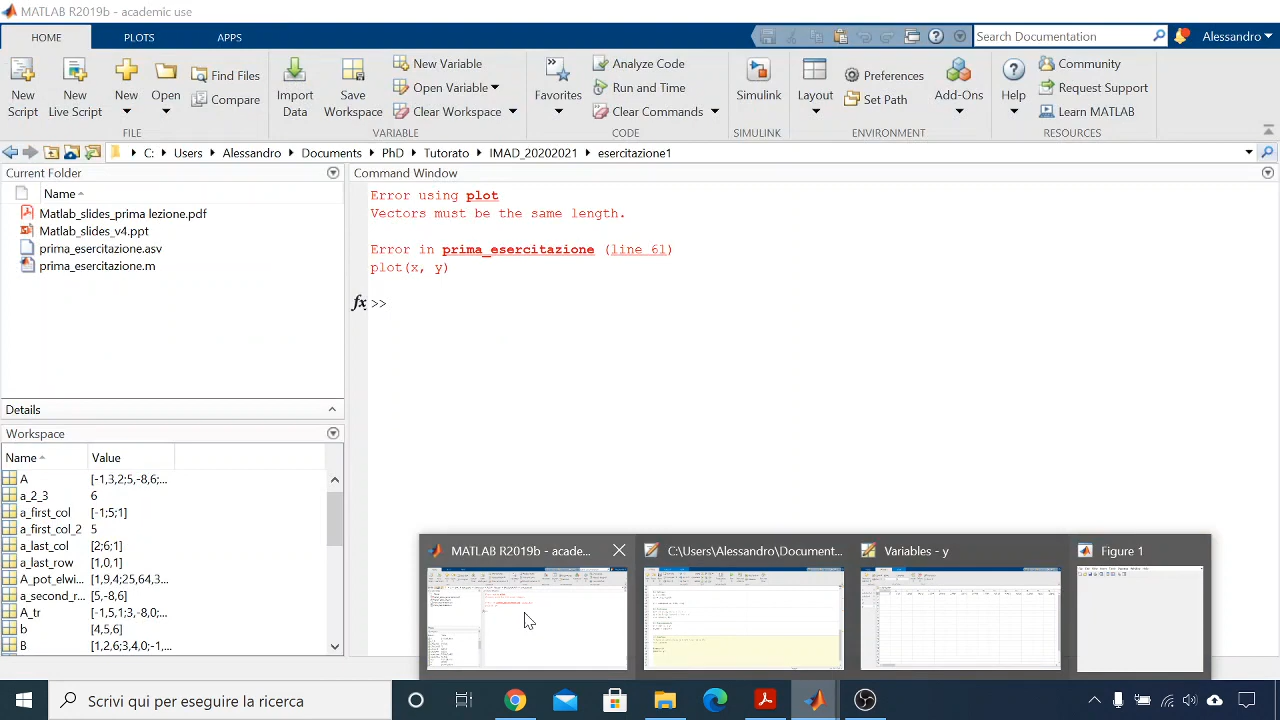 MATLAB R2019b - academic use
HOME PLOTS APPS
Search Documentation
Alessandro
New Script
New Live Script
New
Open
Find Files
Compare
FILE
Import Data
Save Workspace
New Variable
Open Variable
Clear Workspace
VARIABLE
Favorites
Analyze Code
Run and Time
Clear Commands
CODE
Simulink
SIMULINK
Layout
Preferences
Set Path
Add-Ons
ENVIRONMENT
Help
Community
Request Support
Learn MATLAB
RESOURCES
C: Users Alessandro Documents PhD Tutorato IMAD_20202021 esercitazione1
Current Folder
Name
Matlab_slides_prima lezione.pdf
Matlab_slides_v4.ppt
prima_esercitazione.asv
prima_esercitazione.m
Details
Workspace
Name Value
A [-1,3,2;5,-8,6;...
a_2_3 6
a_first_col [-1;5;1]
a_first_col_2 5
a_last_col [2;6;1]
a_last_row [1,0,1]
A_pot_elwi... [1,9,4;25,64,3...
a_second_r... [5,-8,6]
A_tr [-1,5,1;3,-8,0;...
b [4,5,6]
B [1,2,6;3,4,0;-1,...
Command Window
Error using plot
Vectors must be the same length.
Error in prima_esercitazione (line 61)
plot(x, y)
fx >>
MATLAB R2019b - acade...
C:\Users\Alessandro\Document...
Variables - y
Figure 1
Scrivi qui per eseguire la ricerca